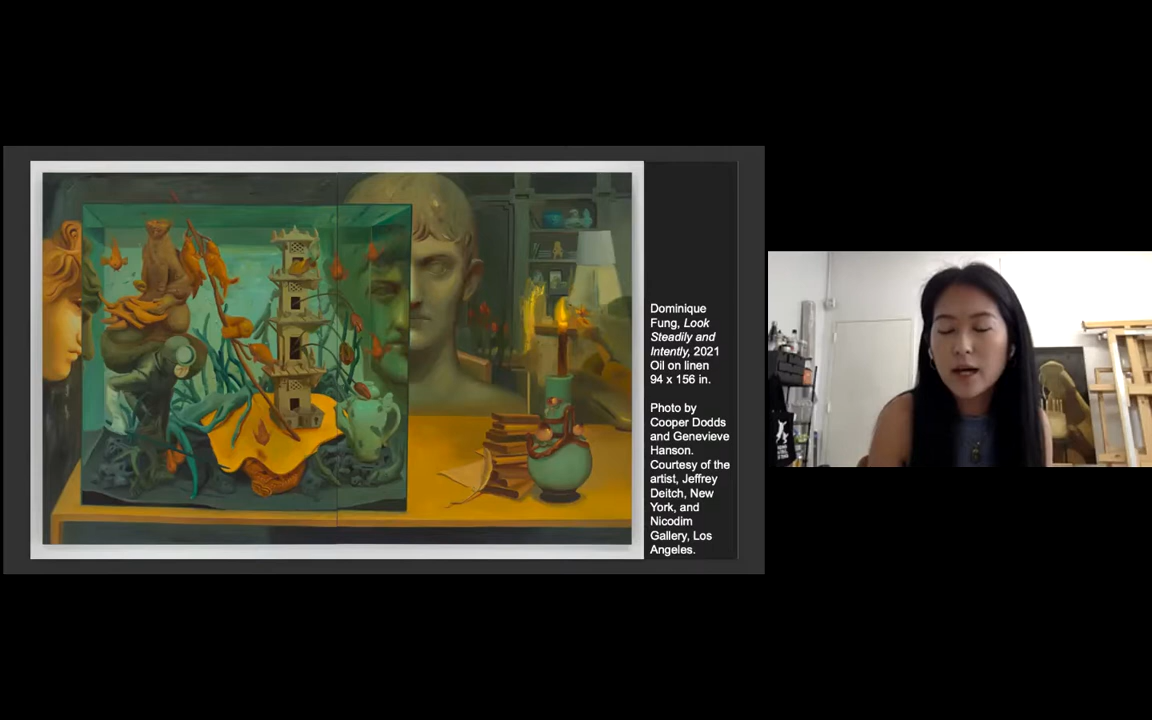 Dominique
Fung, Look
Steadily and
Intently, 2021
Oil on linen
94 x 156 in.
Photo by
Cooper Dodds
and Genevieve
Hanson.
Courtesy of the
artist, Jeffrey
Deitch, New
York, and
Nicodim
Gallery, Los
Angeles.